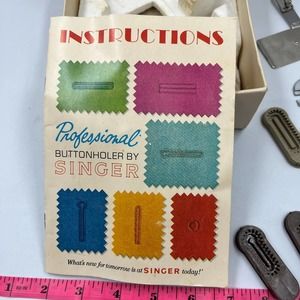 INSTRUCTIONS
Professional*
BUTTONHOLER BY
SINGER
What's new for tomorrow is at SINGER today!*